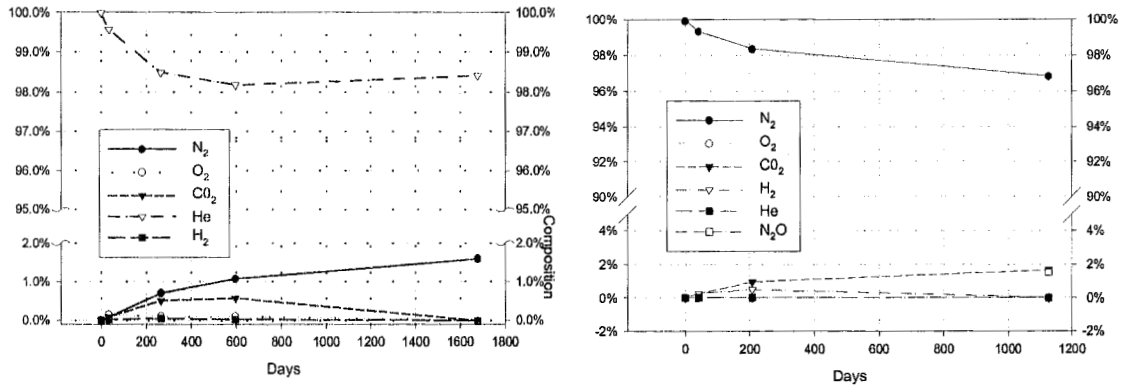 100.0%
99.0%
98.0%
97.0%
96.0%
95.0%
2.0%
1.0%
0.0%
N₂
O₂
C0₂
He
H₂
100.0%
99.0%
98.0%
97.0%
96.0%
95.0%
2.0%
1.0%
0.0%
0 200 400 600 800 1000 1200 1400 1600 1800
Days
Composition
100%
98%
96%
94%
92%
90%
4%
2%
0%
-2%
N₂
O₂
C0₂
H₂
He
N₂O
100%
98%
96%
94%
92%
90%
4%
2%
0%
-2%
0 200 400 600 800 1000 1200
Days